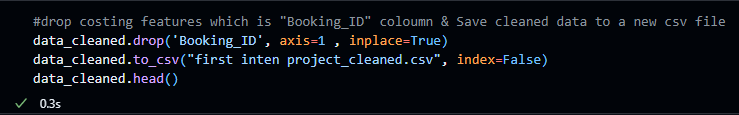 #drop costing features which is "Booking_ID" coloumn & Save cleaned data to a new csv file
data_cleaned.drop('Booking_ID', axis=1 , inplace=True)
data_cleaned.to_csv("first inten project_cleaned.csv", index=False)
data_cleaned.head()
✓ 0.3s